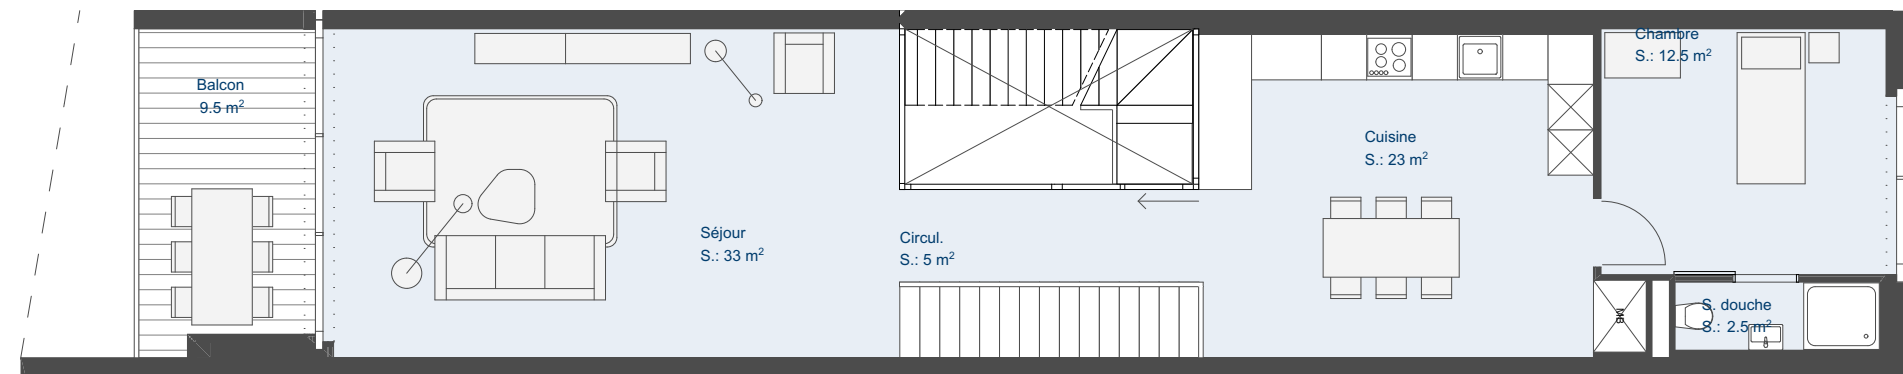 Balcon
9.5 m²
Séjour
S.: 33 m²
Circul.
S.: 5 m²
Cuisine
S.: 23 m²
Chambre
S.: 12.5 m²
MB
S. douche
S.: 2.5 m²